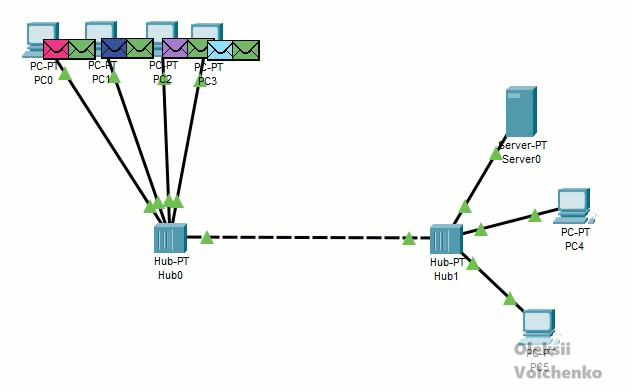 PC-PT
PC0
PC-PT
PC1
PC-PT
PC2
PC-PT
PC3
Server-PT
Server0
PC-PT
PC4
Hub-PT
Hub0
Hub-PT
Hub1
PC-PT
PC5
Oleksii
Volchenko